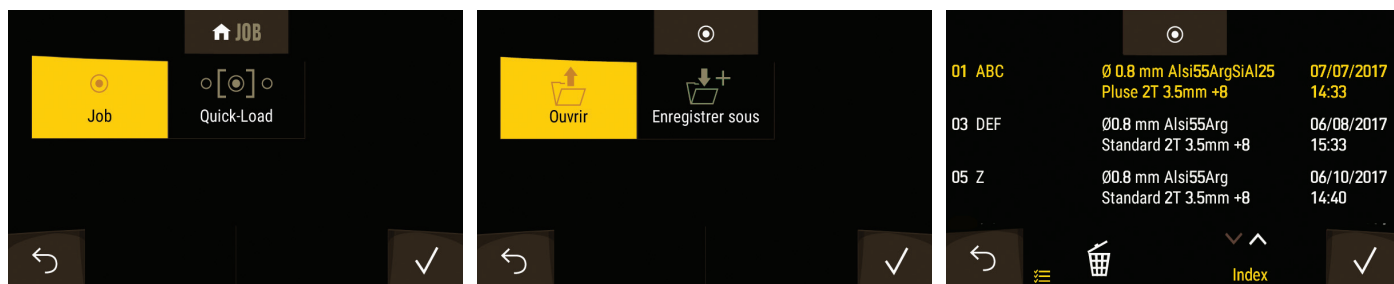 JOB
Job
Quick-Load
Ouvrir
Enregistrer sous
01 ABC Ø 0.8 mm Alsi55ArgSiAl25 07/07/2017
Pluse 2T 3.5mm +8 14:33
03 DEF Ø0.8 mm Alsi55Arg 06/08/2017
Standard 2T 3.5mm +8 15:33
05 Z Ø0.8 mm Alsi55Arg 06/10/2017
Standard 2T 3.5mm +8 14:40
Index